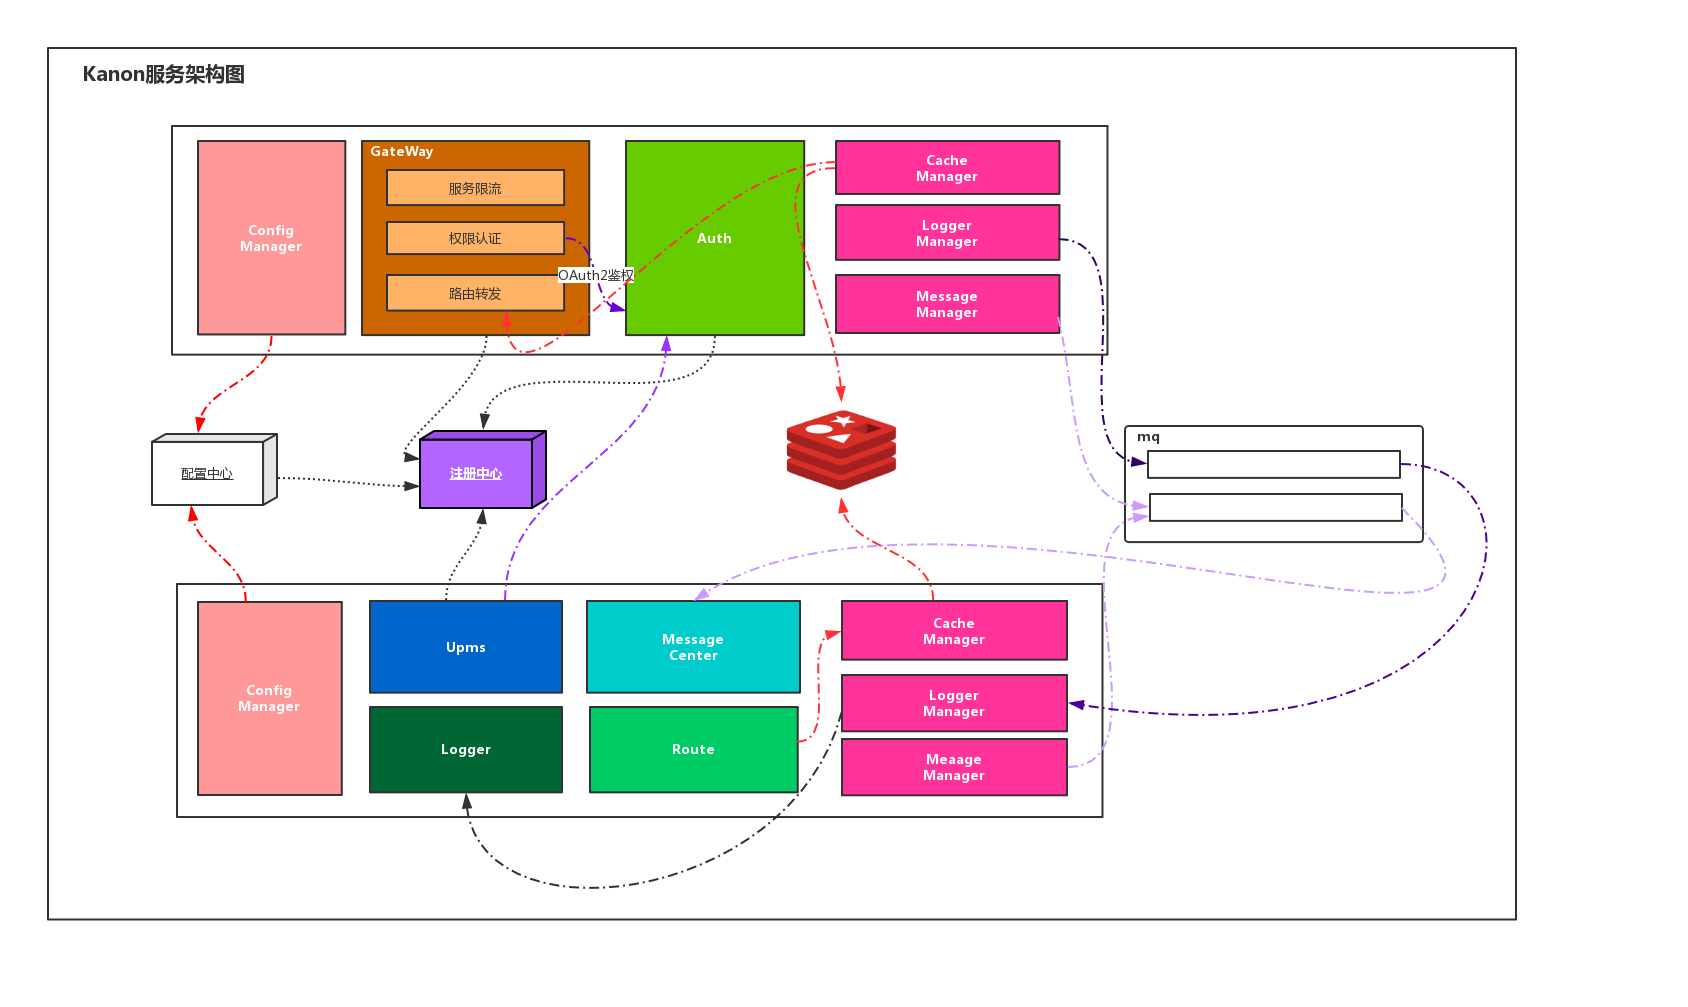 Kanon服务架构图
Config
Manager
GateWay
服务限流
权限认证
路由转发
OAuth2鉴权
Auth
Cache
Manager
Logger
Manager
Message
Manager
配置中心
注册中心
mq
Config
Manager
Upms
Message
Center
Logger
Route
Cache
Manager
Logger
Manager
Meaage
Manager